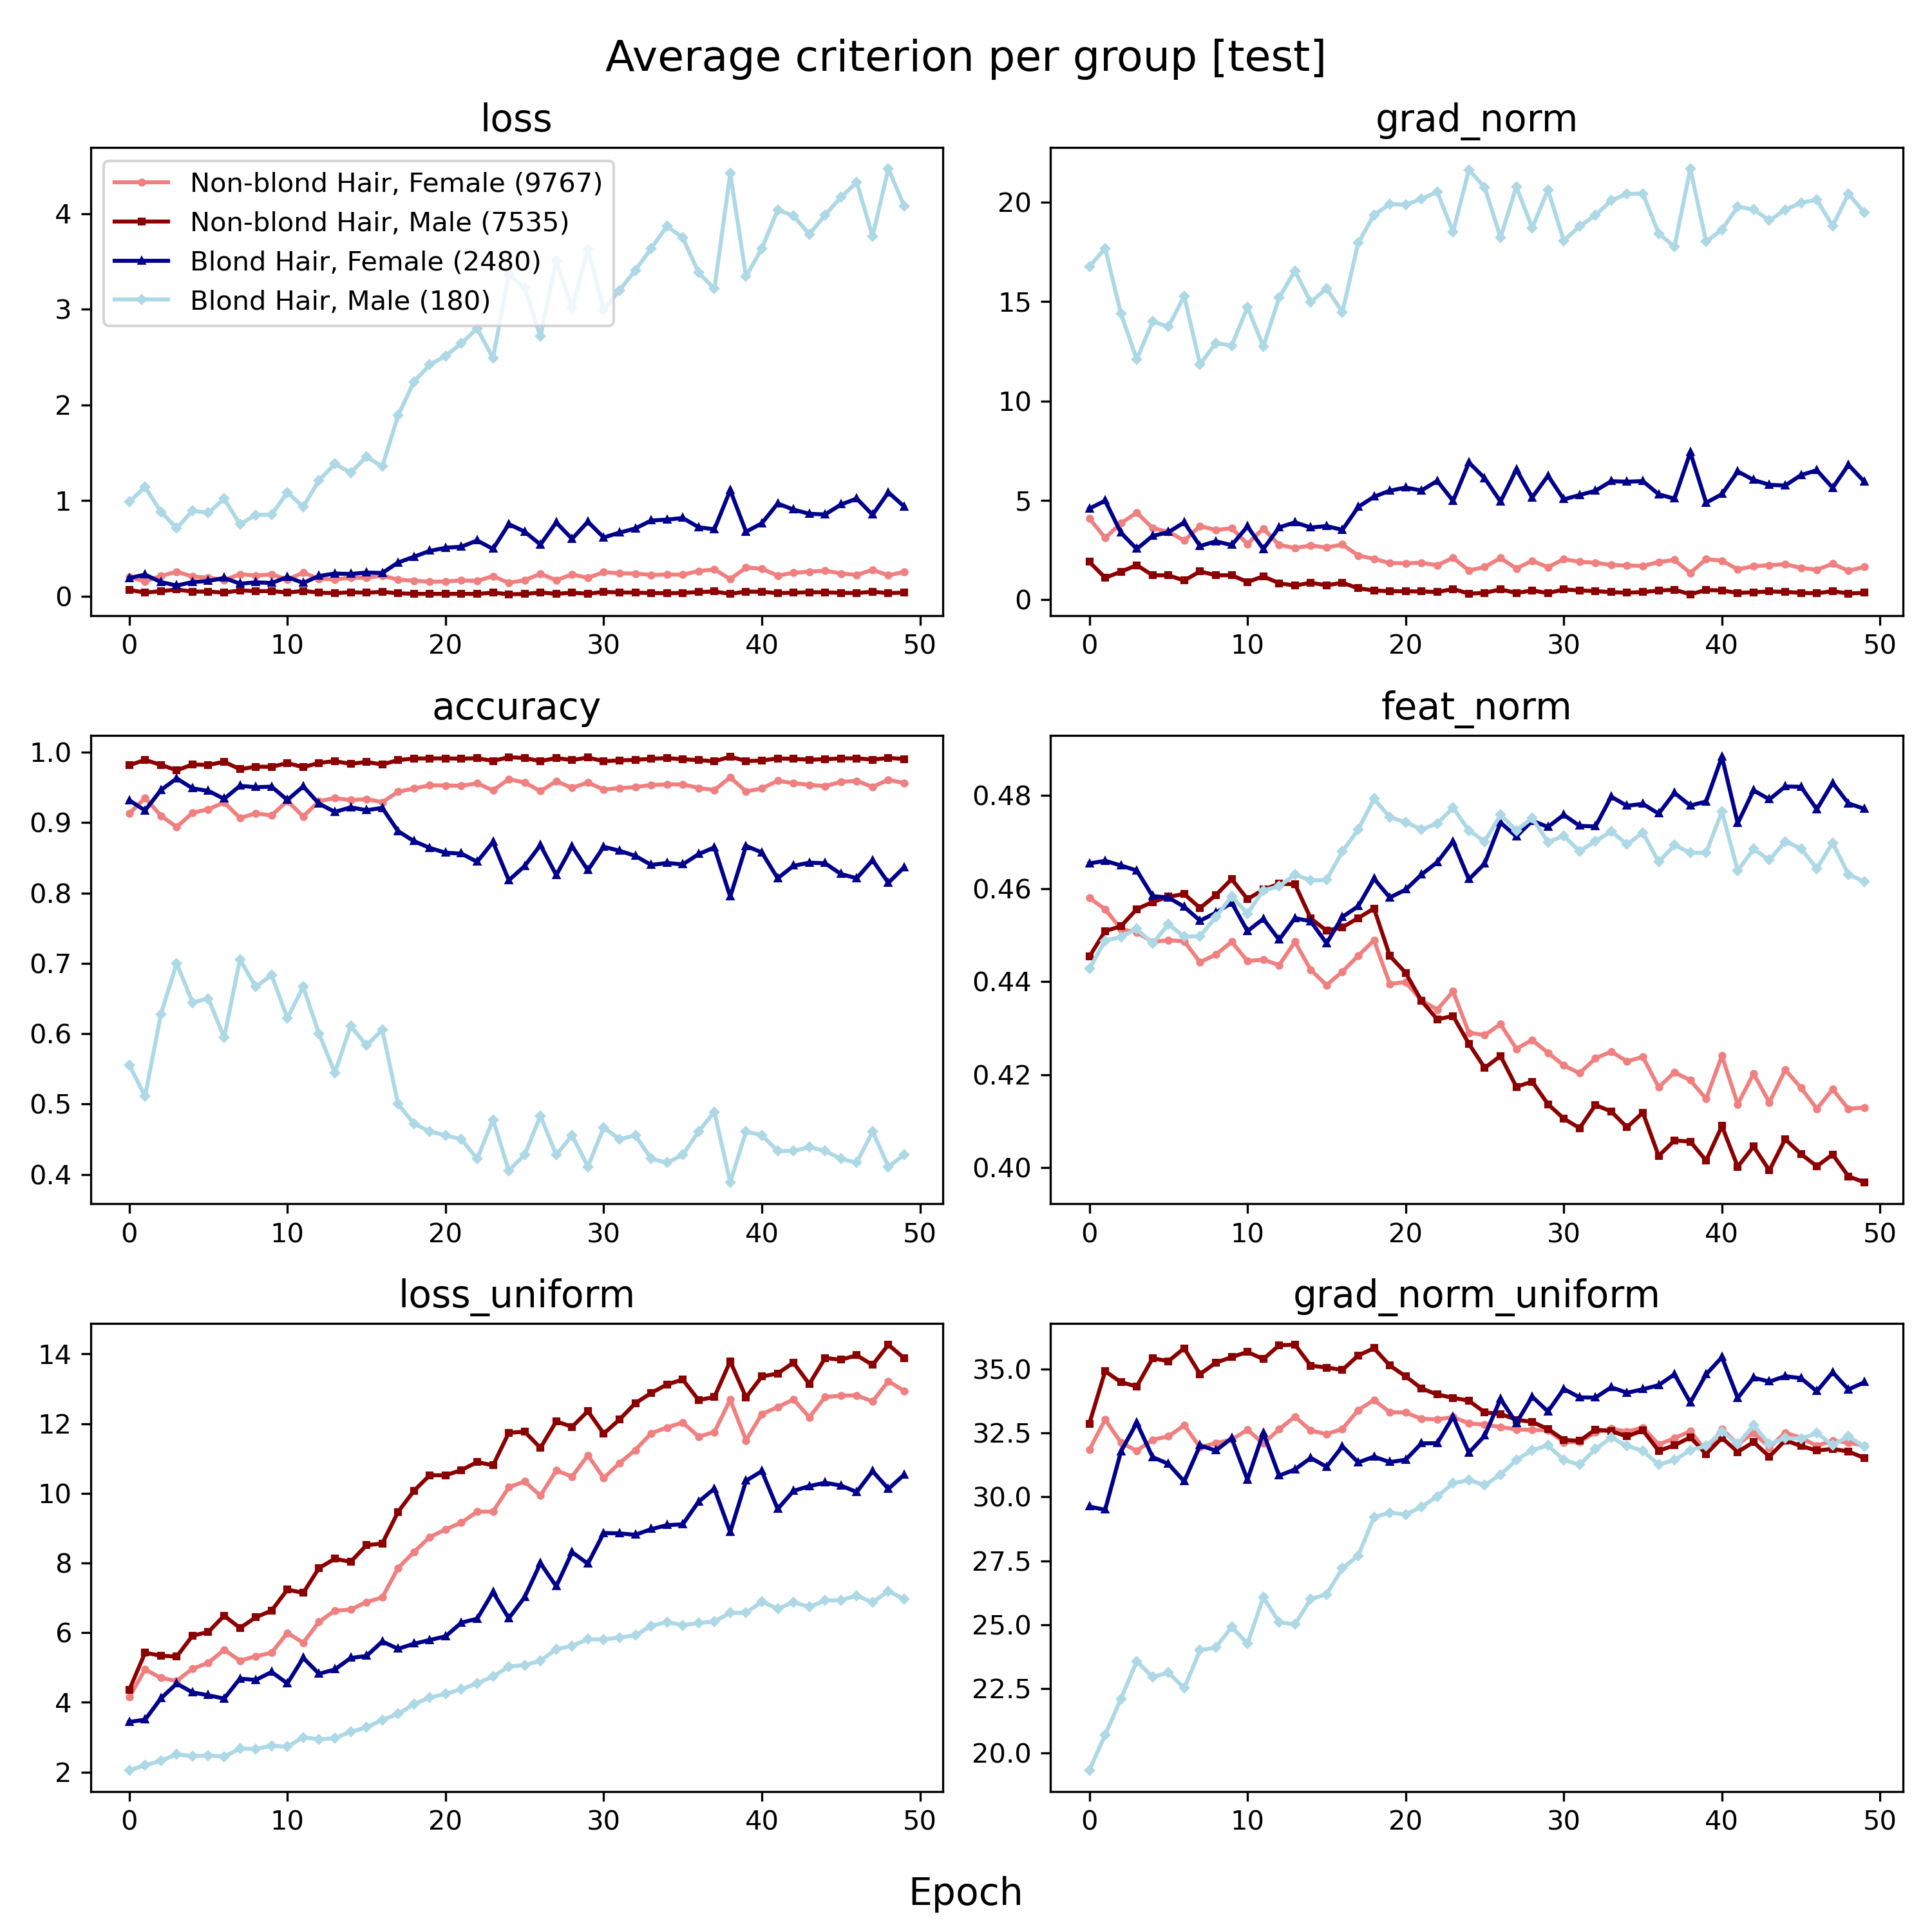 Average criterion per group [test]
loss
grad_norm
Non-blond Hair, Female (9767)
Non-blond Hair, Male (7535)
Blond Hair, Female (2480)
Blond Hair, Male (180)
4
3
2
1
0
0 10 20 30 40 50
20
15
10
5
0
0 10 20 30 40 50
accuracy
feat_norm
1.0
0.9
0.8
0.7
0.6
0.5
0.4
0 10 20 30 40 50
0.48
0.46
0.44
0.42
0.40
0 10 20 30 40 50
loss_uniform
grad_norm_uniform
14
12
10
8
6
4
2
0 10 20 30 40 50
35.0
32.5
30.0
27.5
25.0
22.5
20.0
0 10 20 30 40 50
Epoch